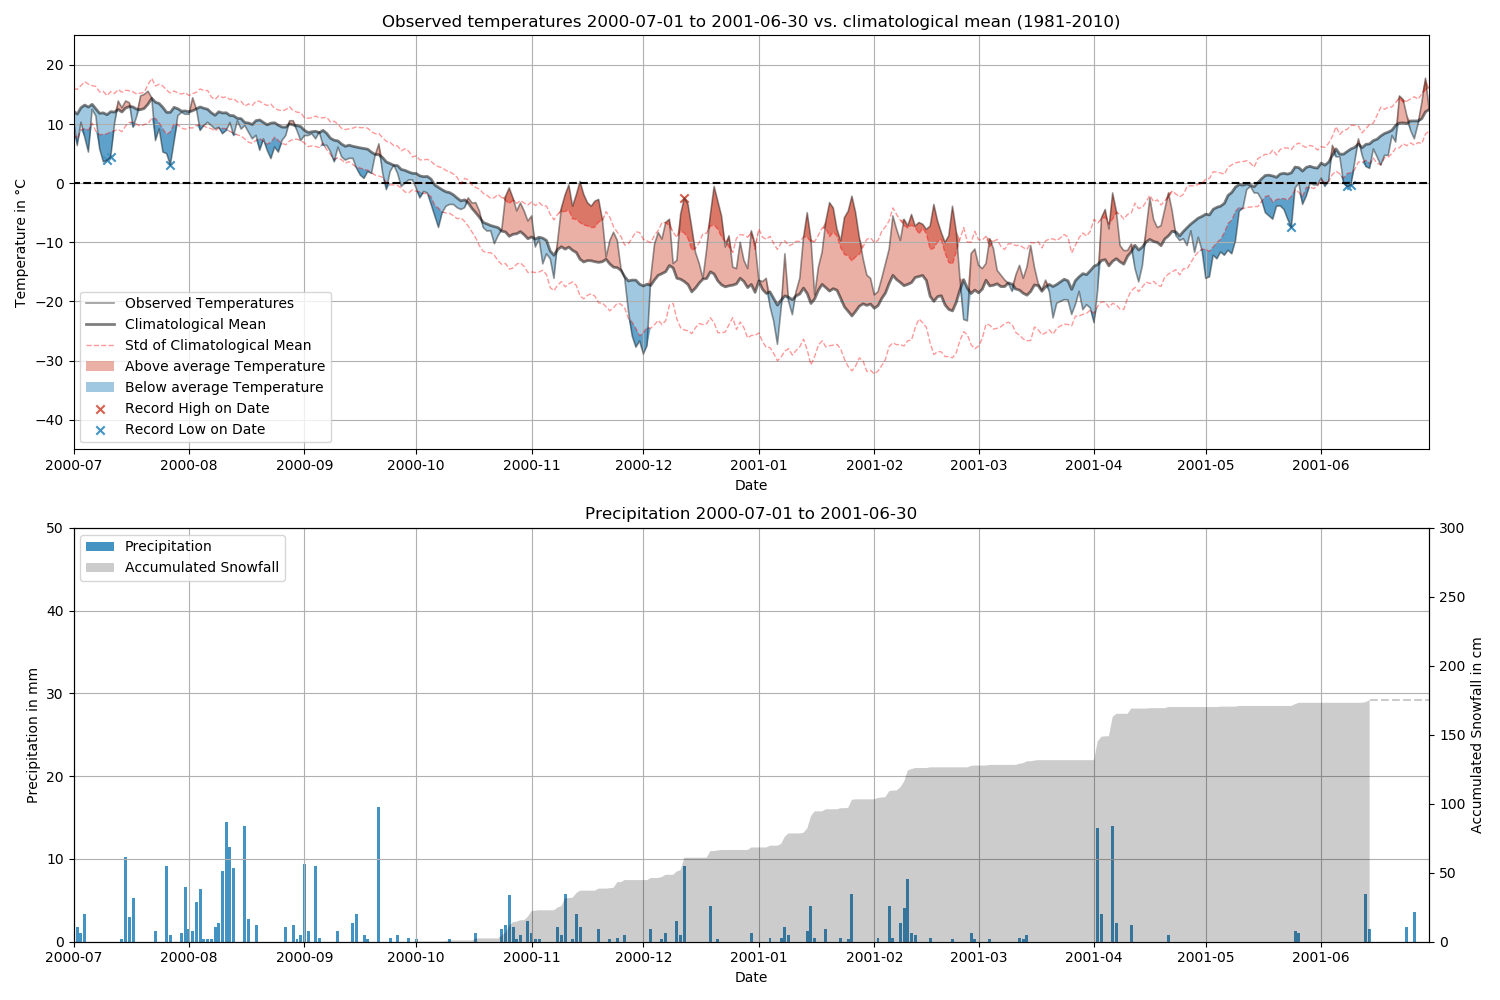 Observed temperatures 2000-07-01 to 2001-06-30 vs. climatological mean (1981-2010)
20
10
0
−10
−20
−30
−40
Temperature in °C
Observed Temperatures
Climatological Mean
Std of Climatological Mean
Above average Temperature
Below average Temperature
Record High on Date
Record Low on Date
2000-07 2000-08 2000-09 2000-10 2000-11 2000-12 2001-01 2001-02 2001-03 2001-04 2001-05 2001-06
Date
Precipitation 2000-07-01 to 2001-06-30
50
40
30
20
10
0
Precipitation in mm
Precipitation
Accumulated Snowfall
300
250
200
150
100
50
0
Accumulated Snowfall in cm
2000-07 2000-08 2000-09 2000-10 2000-11 2000-12 2001-01 2001-02 2001-03 2001-04 2001-05 2001-06
Date